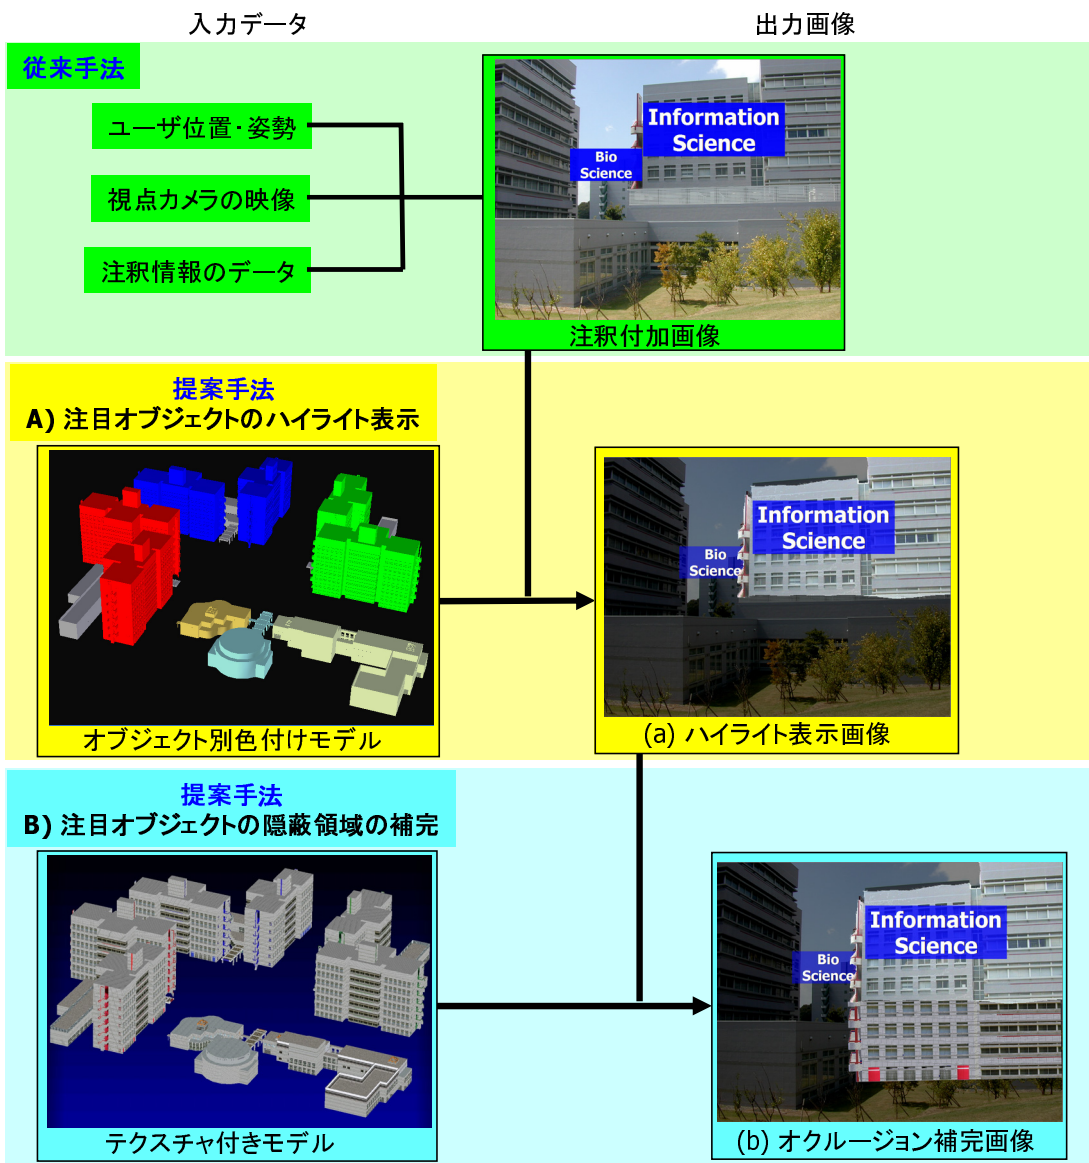 入力データ
出力画像
従来手法
ユーザ位置・姿勢
視点カメラの映像
注釈情報のデータ
Information
Science
Bio
Science
注釈付加画像
提案手法
A) 注目オブジェクトのハイライト表示
オブジェクト別色付けモデル
Information
Science
Bio
Science
(a) ハイライト表示画像
提案手法
B) 注目オブジェクトの隠蔽領域の補完
テクスチャ付きモデル
Information
Science
Bio
Science
(b) オクルージョン補完画像